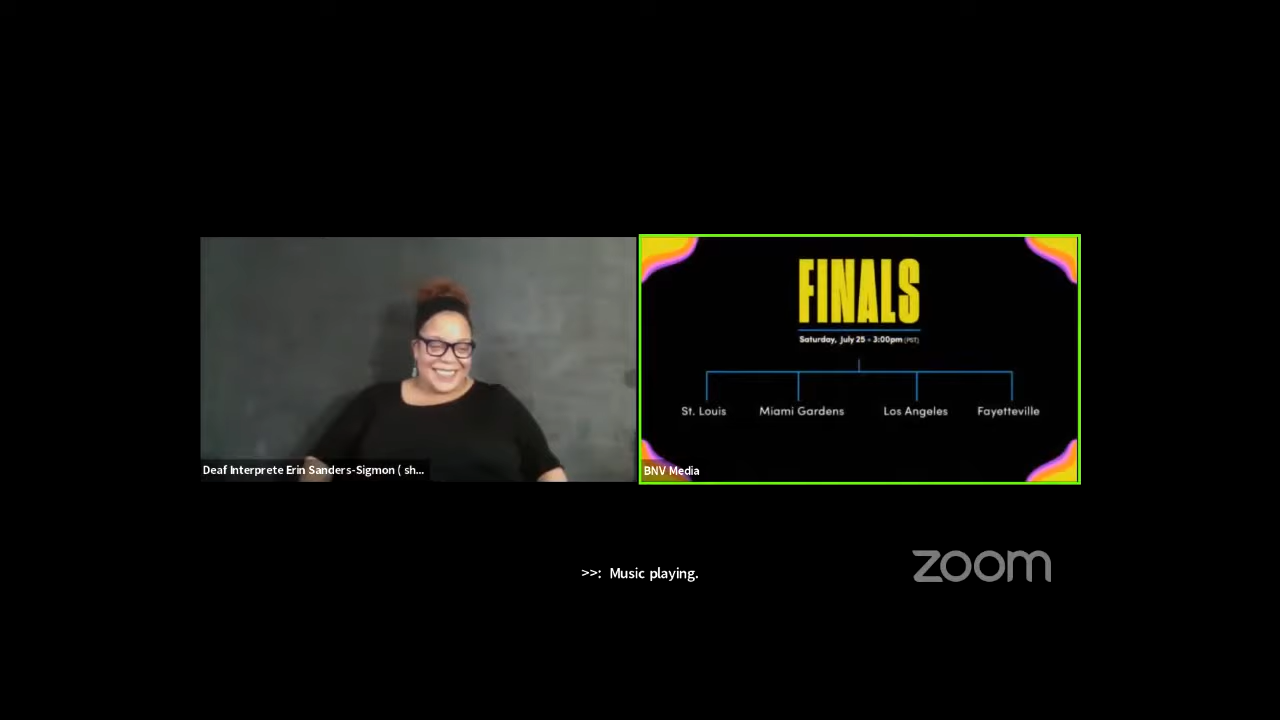 FINALS
Saturday, July 25 - 3:00pm (PST)
St. Louis Miami Gardens Los Angeles Fayetteville
Deaf Interprete Erin Sanders-Sigmon ( sh...
BNV Media
>>: Music playing.
zoom